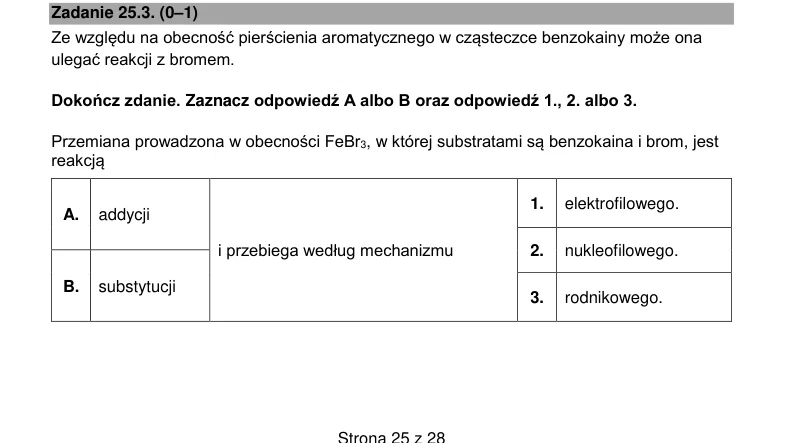 Zadanie 25.3. (0–1)
Ze względu na obecność pierścienia aromatycznego w cząsteczce benzokainy może ona
ulegać reakcji z bromem.
Dokończ zdanie. Zaznacz odpowiedź A albo B oraz odpowiedź 1., 2. albo 3.
Przemiana prowadzona w obecności FeBr₃, w której substratami są benzokaina i brom, jest
reakcją
A. addycji
B. substytucji
i przebiega według mechanizmu
1. elektrofilowego.
2. nukleofilowego.
3. rodnikowego.
Strona 25 z 28